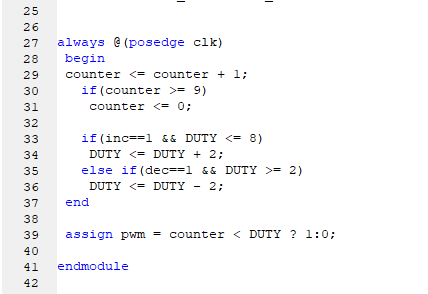 25
26
27 always @(posedge clk)
28 begin
29 counter <= counter + 1;
30 if(counter >= 9)
31 counter <= 0;
32
33 if(inc==1 && DUTY <= 8)
34 DUTY <= DUTY + 2;
35 else if(dec==1 && DUTY >= 2)
36 DUTY <= DUTY - 2;
37 end
38
39 assign pwm = counter < DUTY ? 1:0;
40
41 endmodule
42